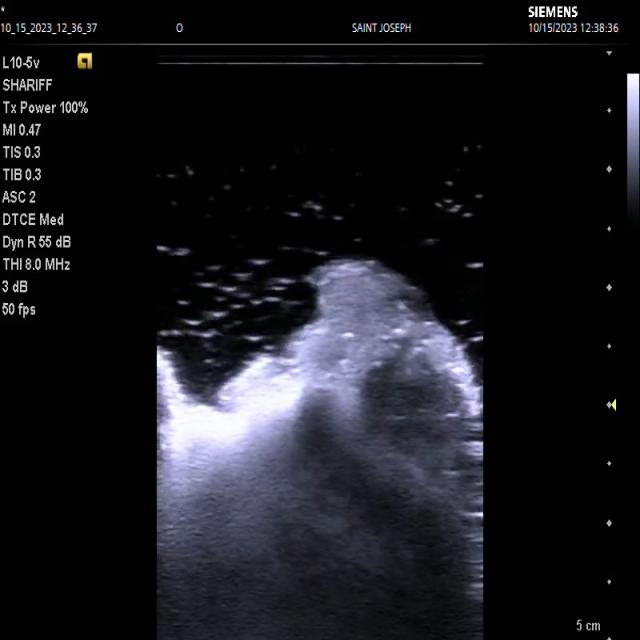 SIEMENS
10_15_2023_12_36_37 O SAINT JOSEPH 10/15/2023 12:38:36
L10-5v
SHARIFF
Tx Power 100%
MI 0.47
TIS 0.3
TIB 0.3
ASC 2
DTCE Med
Dyn R 55 dB
THI 8.0 MHz
3 dB
50 fps
5 cm